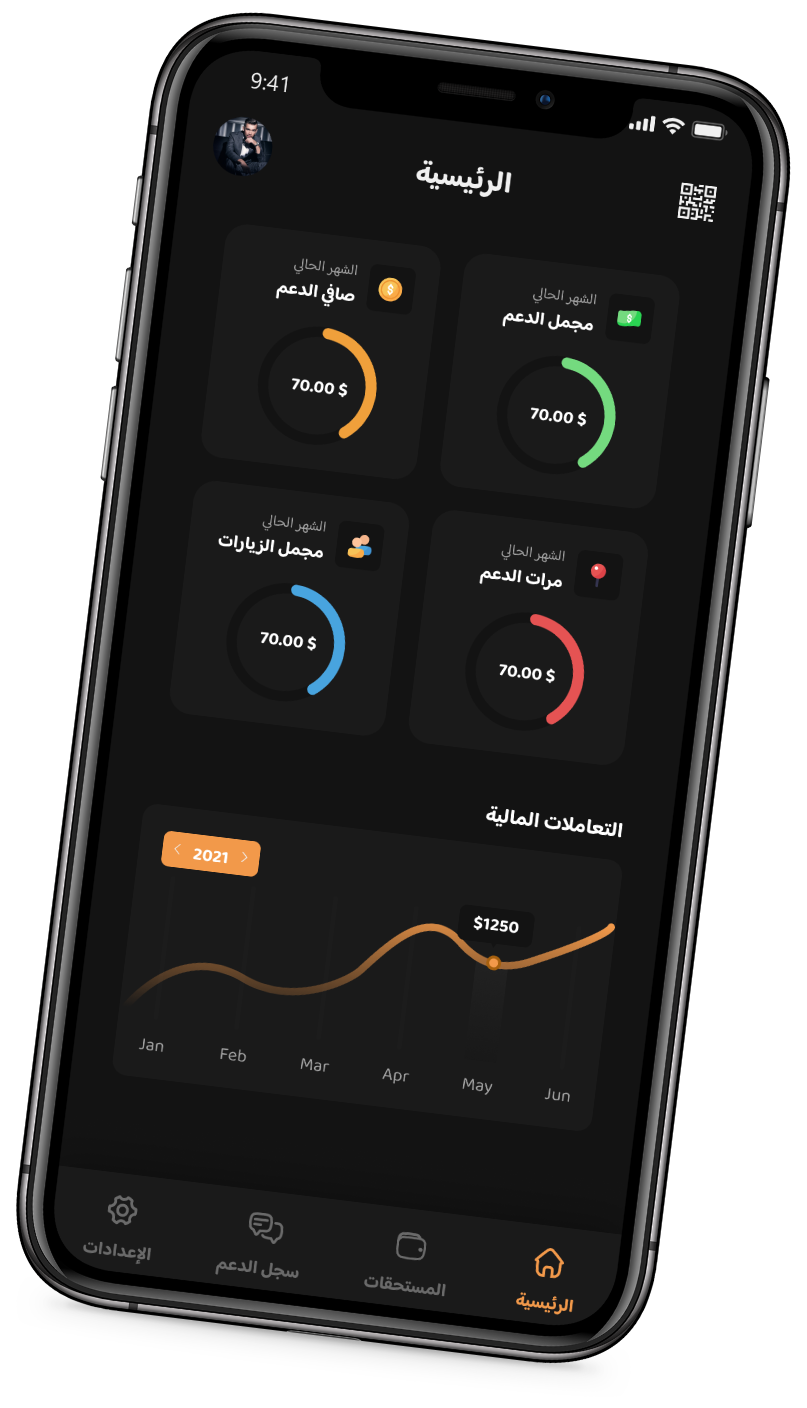 9:41
الرئيسية
الشهر الحالي
مجمل الدعم
70.00 $
الشهر الحالي
صافي الدعم
70.00 $
الشهر الحالي
مرات الدعم
70.00 $
الشهر الحالي
مجمل الزيارات
70.00 $
التعاملات المالية
2021
$1250
Jan Feb Mar Apr May Jun
الرئيسية
المستحقات
سجل الدعم
الإعدادات